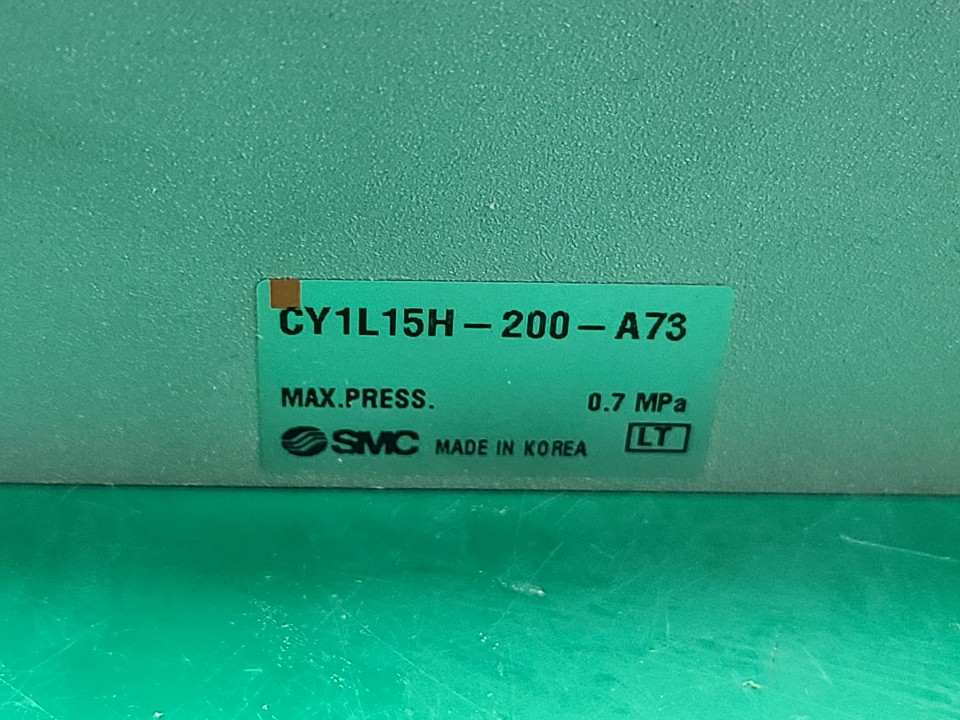 CY1L15H-200-A73
MAX.PRESS. 0.7 MPa
SMC MADE IN KOREA LT